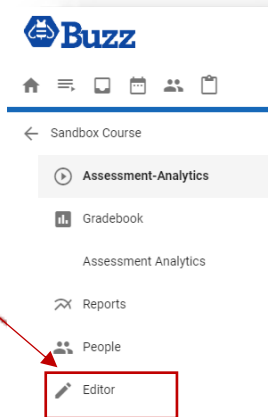 Buzz
Sandbox Course
Assessment-Analytics
Gradebook
Assessment Analytics
Reports
People
Editor